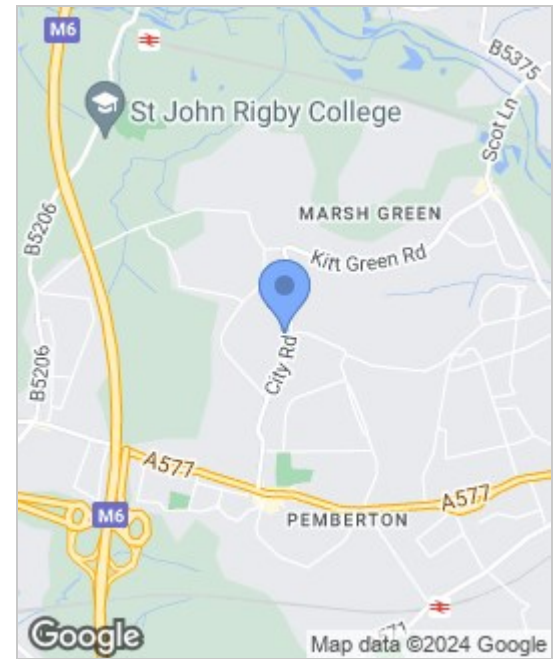 M6
B5375
St John Rigby College
Scot Ln
MARSH GREEN
B5206
Kitt Green Rd
City Rd
B5206
A577
A577
M6
PEMBERTON
Google
Map data ©2024 Google